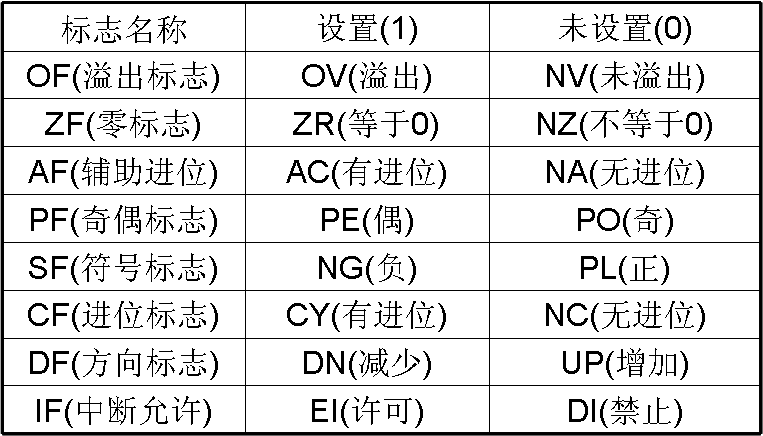 标志名称 设置(1) 未设置(0)
OF(溢出标志) OV(溢出) NV(未溢出)
ZF(零标志) ZR(等于0) NZ(不等于0)
AF(辅助进位) AC(有进位) NA(无进位)
PF(奇偶标志) PE(偶) PO(奇)
SF(符号标志) NG(负) PL(正)
CF(进位标志) CY(有进位) NC(无进位)
DF(方向标志) DN(减少) UP(增加)
IF(中断允许) EI(许可) DI(禁止)